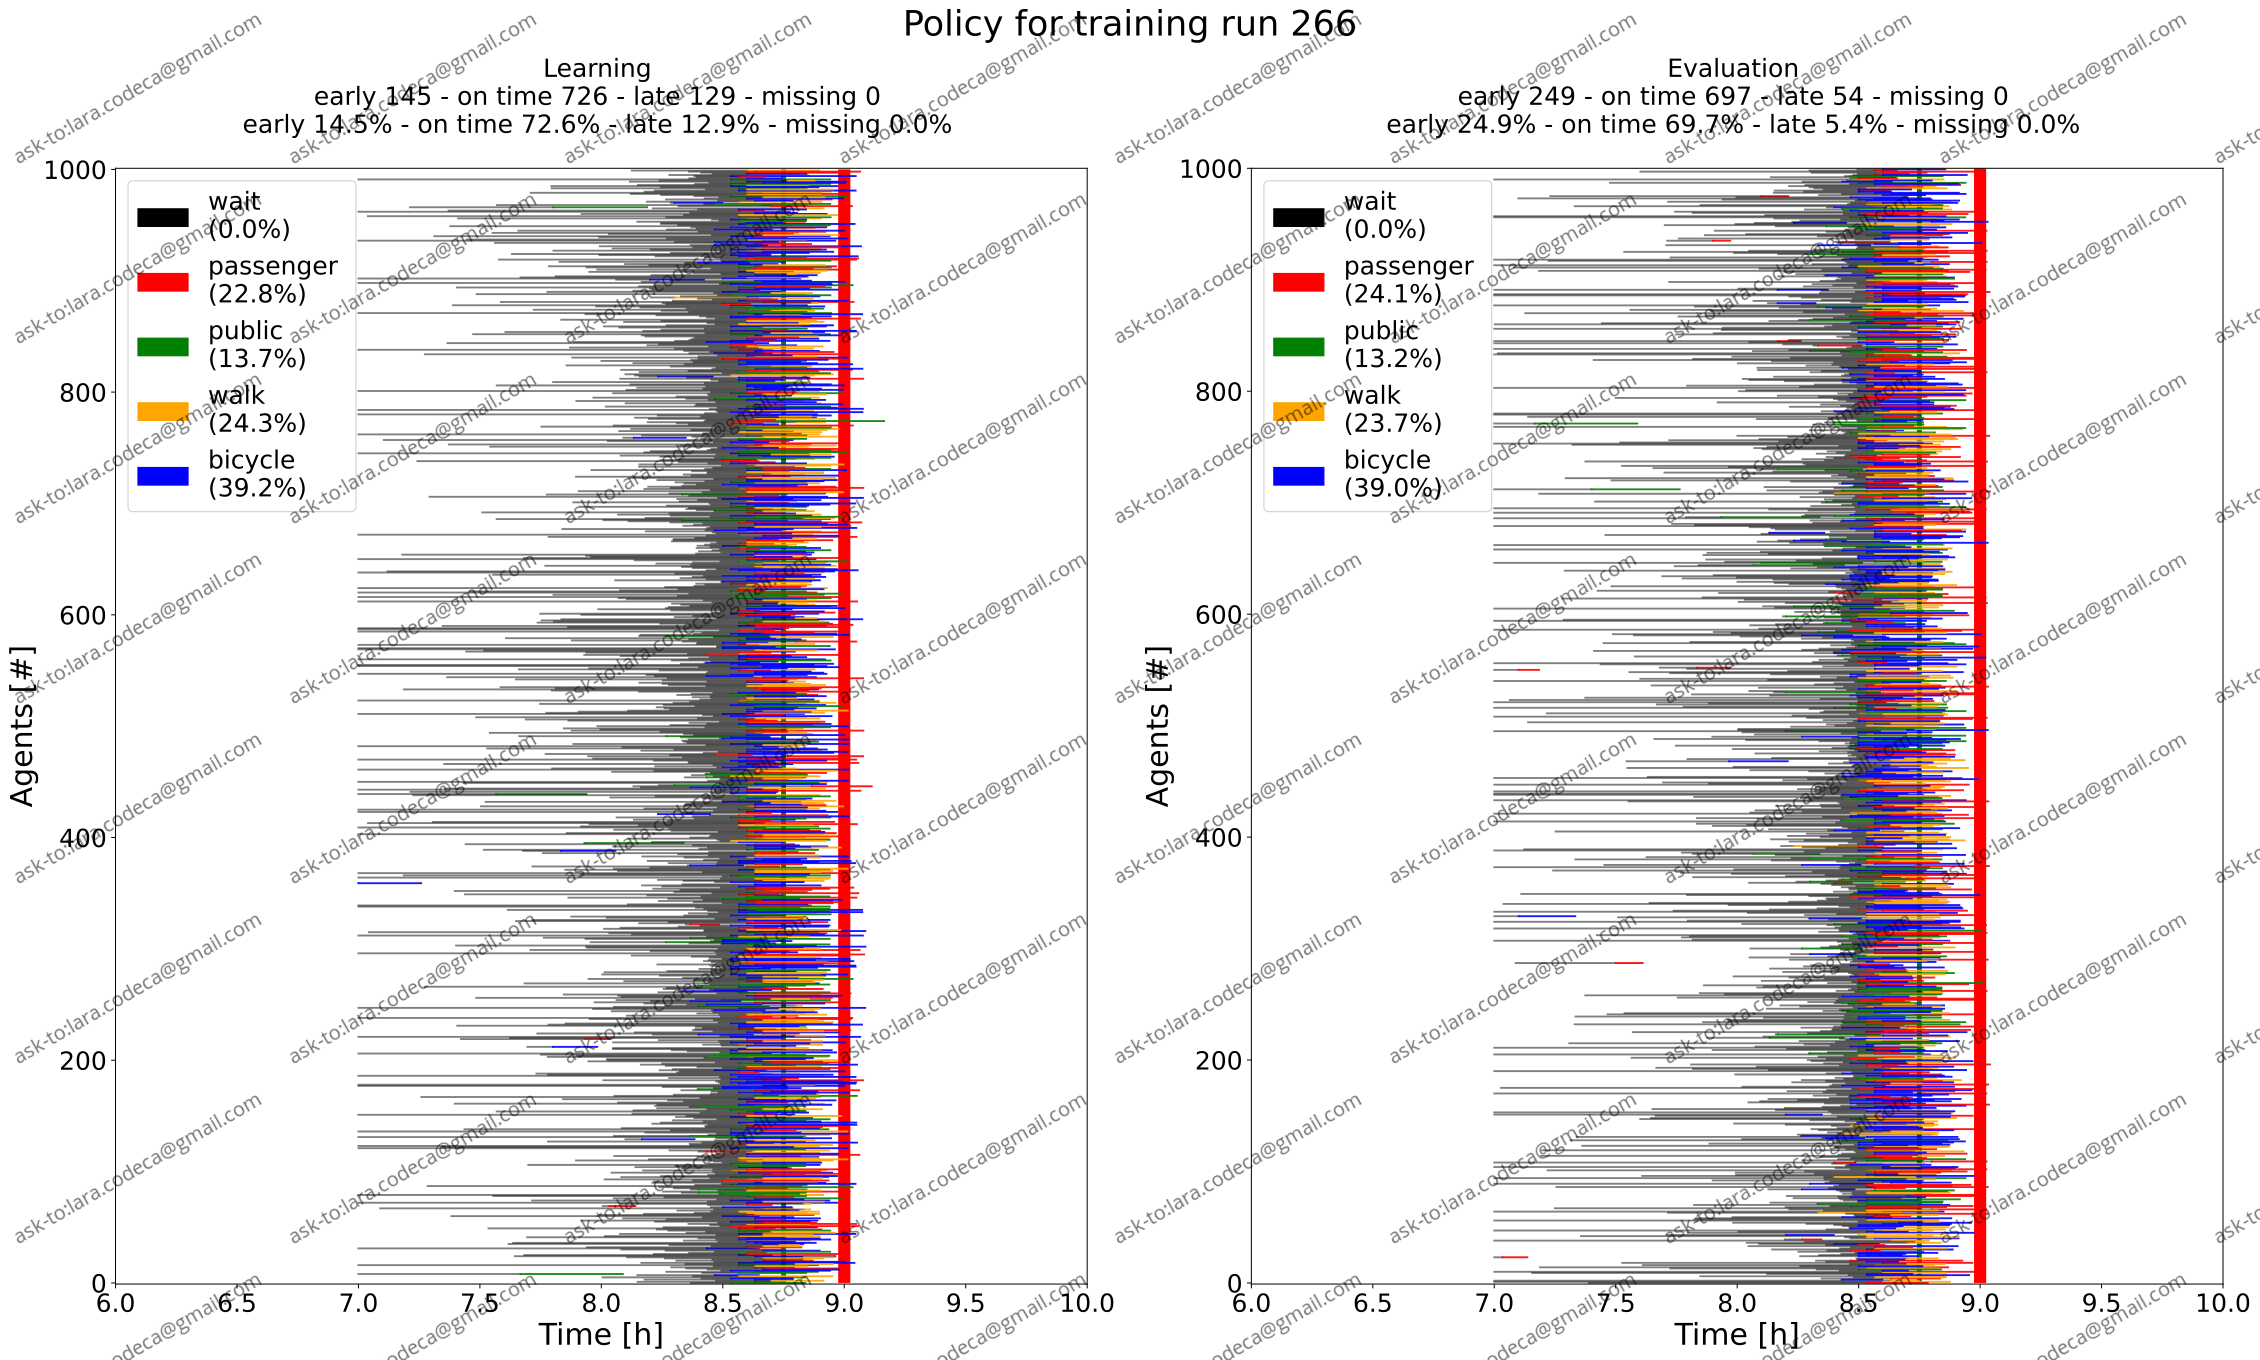 Policy for training run 266
Learning
early 145 - on time 726 - late 129 - missing 0
early 14.5% - on time 72.6% - late 12.9% - missing 0.0%
wait
(0.0%)
passenger
(22.8%)
public
(13.7%)
walk
(24.3%)
bicycle
(39.2%)
Agents [#]
1000
800
600
400
200
0
6.0 6.5 7.0 7.5 8.0 8.5 9.0 9.5 10.0
Time [h]
Evaluation
early 249 - on time 697 - late 54 - missing 0
early 24.9% - on time 69.7% - late 5.4% - missing 0.0%
wait
(0.0%)
passenger
(24.1%)
public
(13.2%)
walk
(23.7%)
bicycle
(39.0%)
Agents [#]
1000
800
600
400
200
0
6.0 6.5 7.0 7.5 8.0 8.5 9.0 9.5 10.0
Time [h]
ask-to:lara.codeca@gmail.com